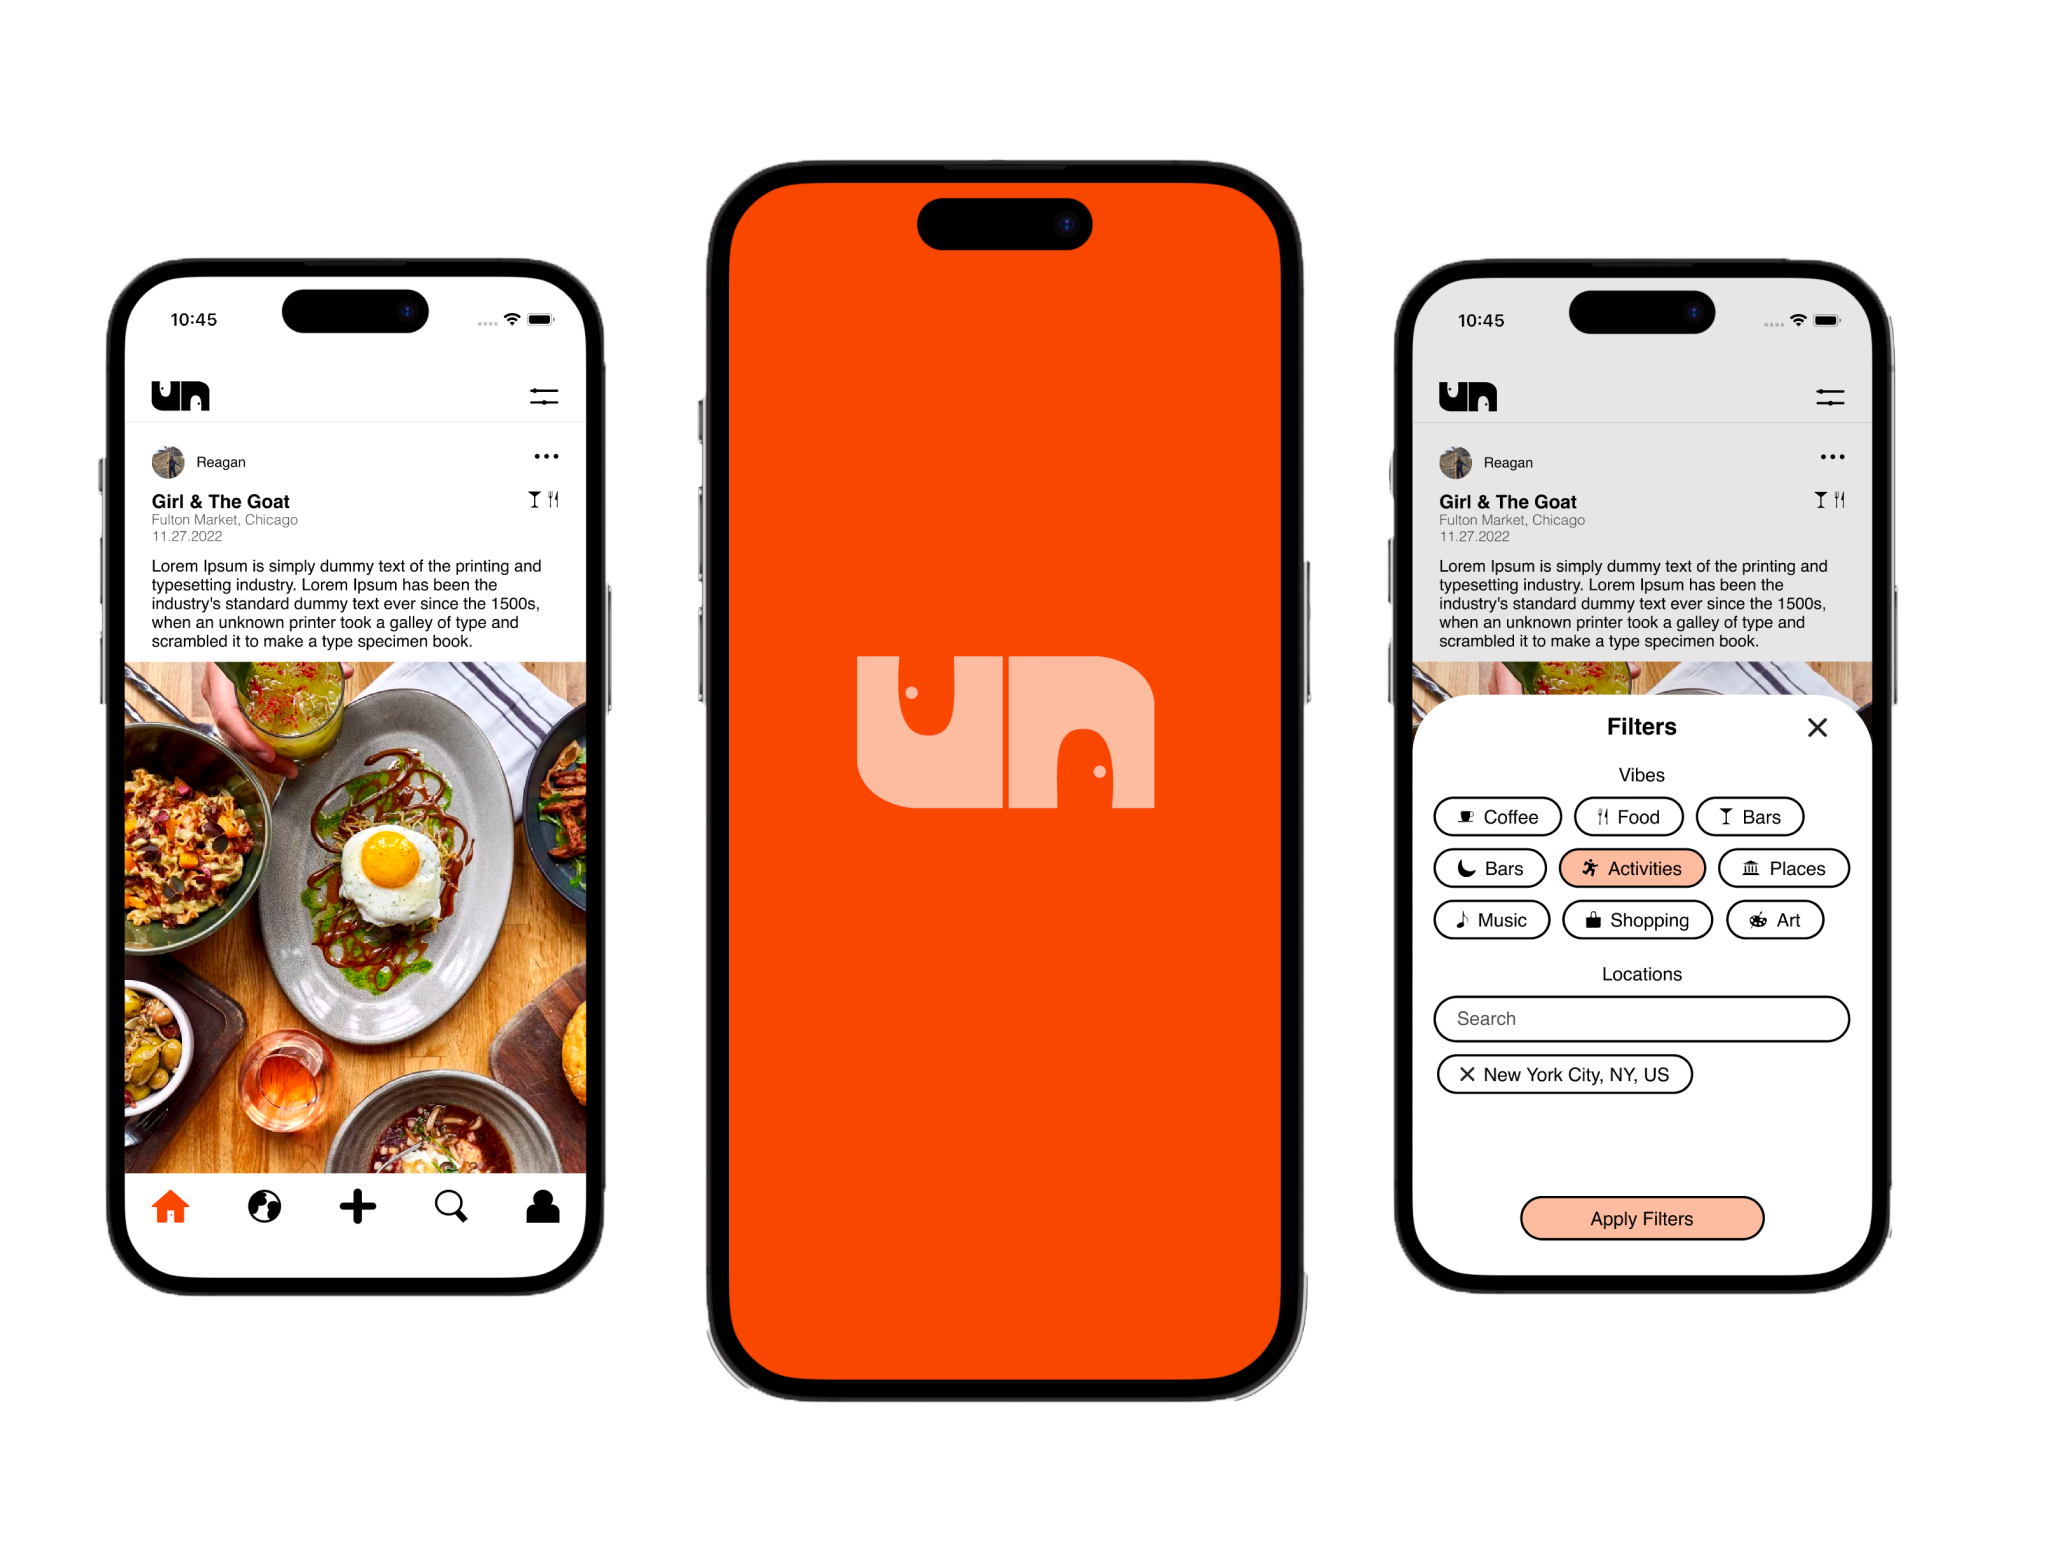 10:45
un
Reagan
Girl & The Goat
Fulton Market, Chicago
11.27.2022
Lorem Ipsum is simply dummy text of the printing and
typesetting industry. Lorem Ipsum has been the
industry's standard dummy text ever since the 1500s,
when an unknown printer took a galley of type and
scrambled it to make a type specimen book.
un
10:45
un
Reagan
Girl & The Goat
Fulton Market, Chicago
11.27.2022
Lorem Ipsum is simply dummy text of the printing and
typesetting industry. Lorem Ipsum has been the
industry's standard dummy text ever since the 1500s,
when an unknown printer took a galley of type and
scrambled it to make a type specimen book.
Filters
Vibes
Coffee Food Bars
Bars Activities Places
Music Shopping Art
Locations
Search
New York City, NY, US
Apply Filters